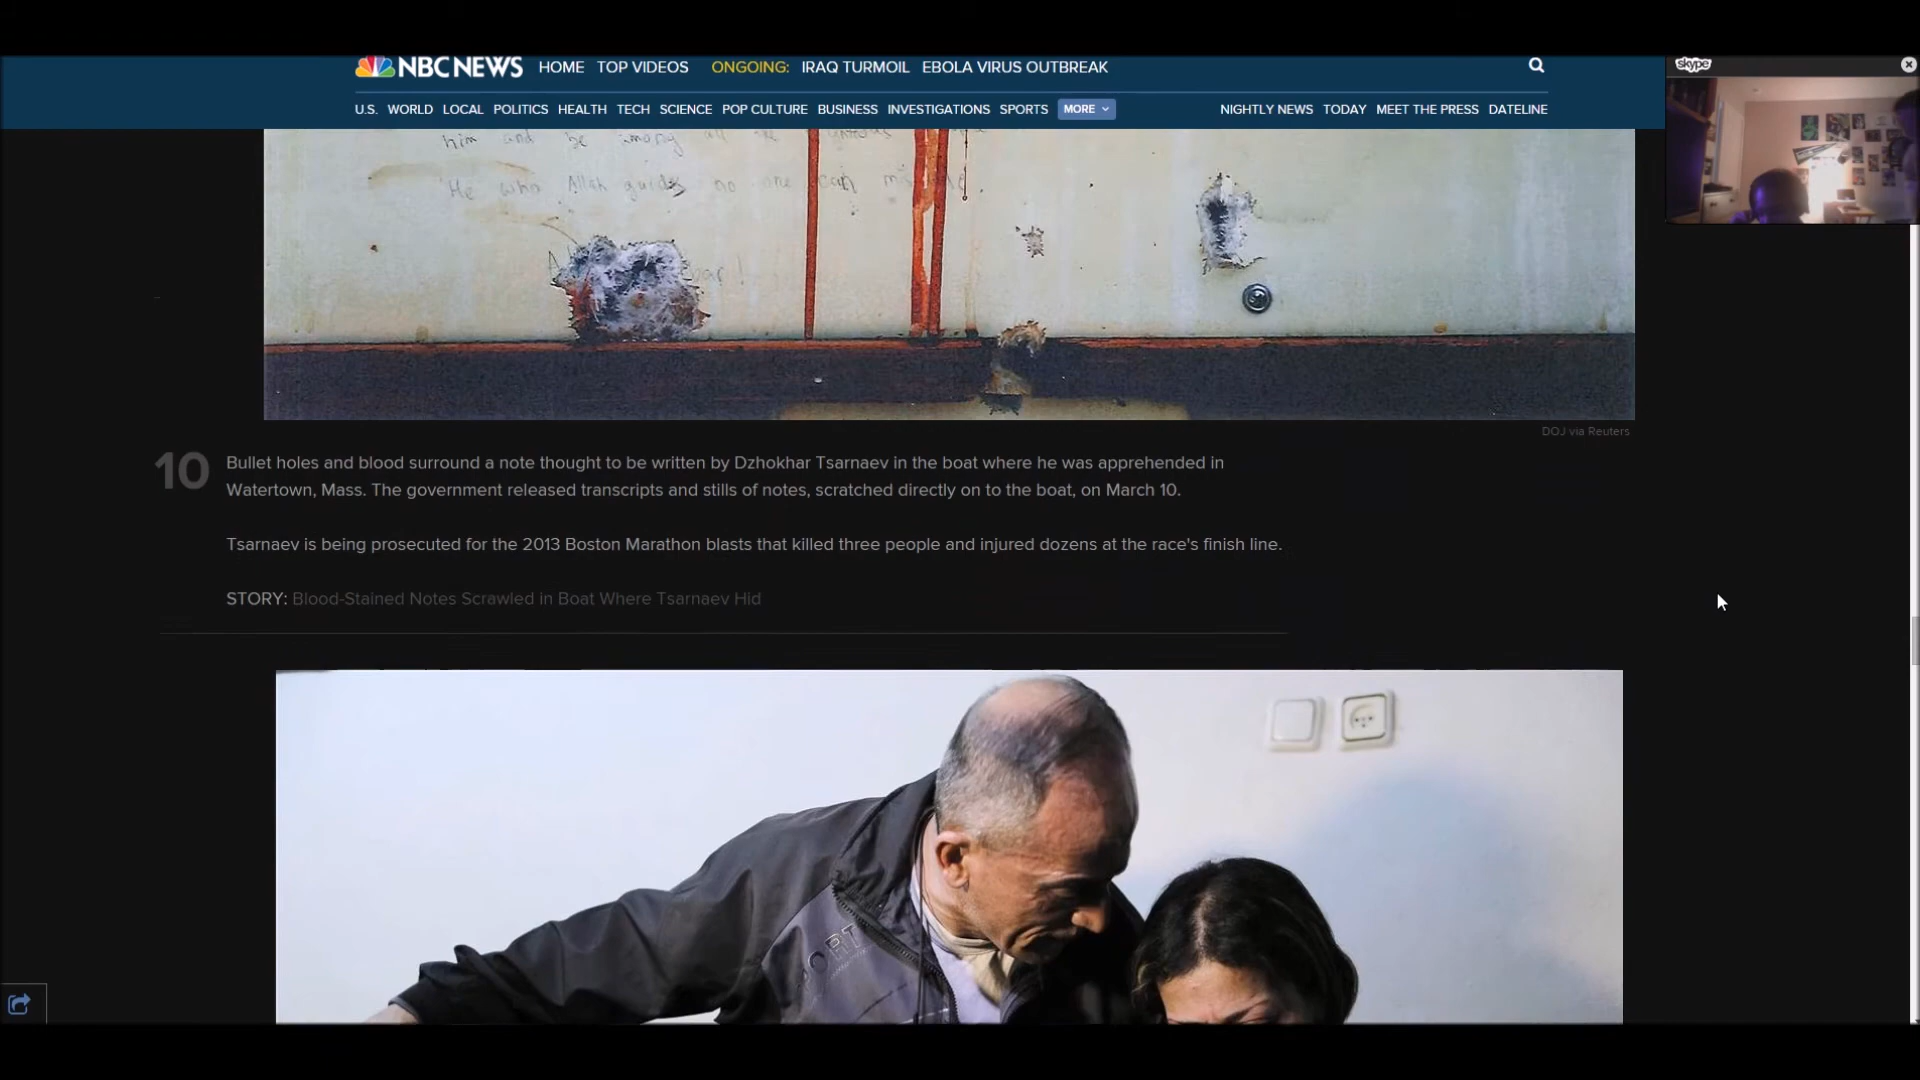 NBC NEWS HOME TOP VIDEOS ONGOING: IRAQ TURMOIL EBOLA VIRUS OUTBREAK
skype
U.S. WORLD LOCAL POLITICS HEALTH TECH SCIENCE POP CULTURE BUSINESS INVESTIGATIONS SPORTS MORE NIGHTLY NEWS TODAY MEET THE PRESS DATELINE
him and be among all the
He who Allah guides no one can
DOJ via Reuters
10 Bullet holes and blood surround a note thought to be written by Dzhokhar Tsarnaev in the boat where he was apprehended in
Watertown, Mass. The government released transcripts and stills of notes, scratched directly on to the boat, on March 10.
Tsarnaev is being prosecuted for the 2013 Boston Marathon blasts that killed three people and injured dozens at the race's finish line.
STORY: Blood-Stained Notes Scrawled in Boat Where Tsarnaev Hid